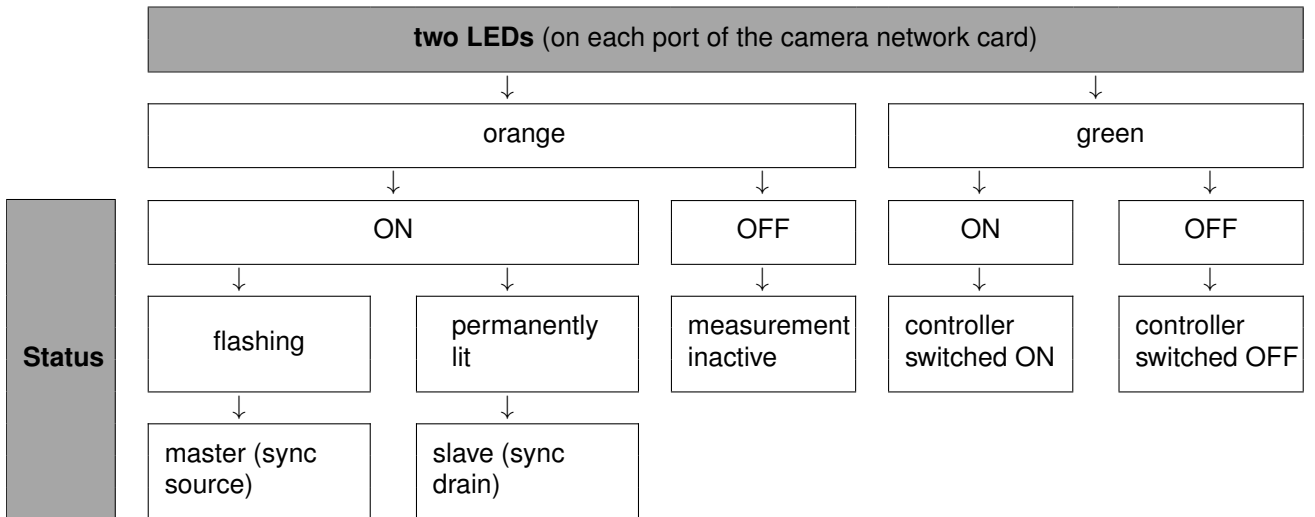 two LEDs (on each port of the camera network card)
↓ ↓
orange green
↓ ↓ ↓ ↓
ON OFF ON OFF
↓ ↓ ↓ ↓ ↓
Status
flashing
permanently
lit
measurement
inactive
controller
switched ON
controller
switched OFF
↓ ↓
master (sync
source)
slave (sync
drain)